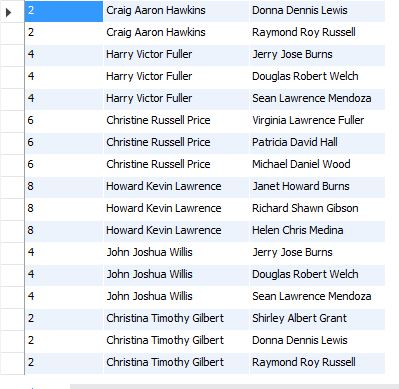 2 Craig Aaron Hawkins Donna Dennis Lewis
2 Craig Aaron Hawkins Raymond Roy Russell
4 Harry Victor Fuller Jerry Jose Burns
4 Harry Victor Fuller Douglas Robert Welch
4 Harry Victor Fuller Sean Lawrence Mendoza
6 Christine Russell Price Virginia Lawrence Fuller
6 Christine Russell Price Patricia David Hall
6 Christine Russell Price Michael Daniel Wood
8 Howard Kevin Lawrence Janet Howard Burns
8 Howard Kevin Lawrence Richard Shawn Gibson
8 Howard Kevin Lawrence Helen Chris Medina
4 John Joshua Willis Jerry Jose Burns
4 John Joshua Willis Douglas Robert Welch
4 John Joshua Willis Sean Lawrence Mendoza
2 Christina Timothy Gilbert Shirley Albert Grant
2 Christina Timothy Gilbert Donna Dennis Lewis
2 Christina Timothy Gilbert Raymond Roy Russell